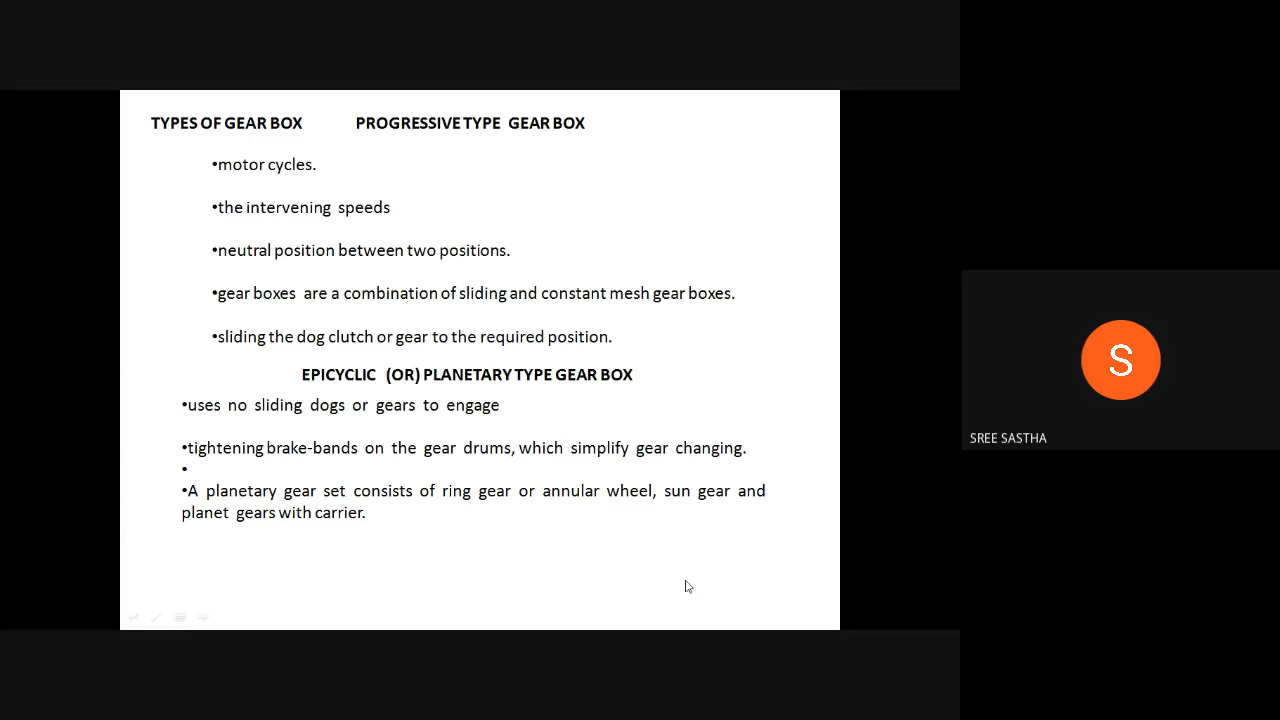 TYPES OF GEAR BOX PROGRESSIVE TYPE GEAR BOX
•motor cycles.
•the intervening speeds
•neutral position between two positions.
•gear boxes are a combination of sliding and constant mesh gear boxes.
•sliding the dog clutch or gear to the required position.
EPICYCLIC (OR) PLANETARY TYPE GEAR BOX
•uses no sliding dogs or gears to engage
•tightening brake-bands on the gear drums, which simplify gear changing.
•
•A planetary gear set consists of ring gear or annular wheel, sun gear and
planet gears with carrier.
S
SREE SASTHA